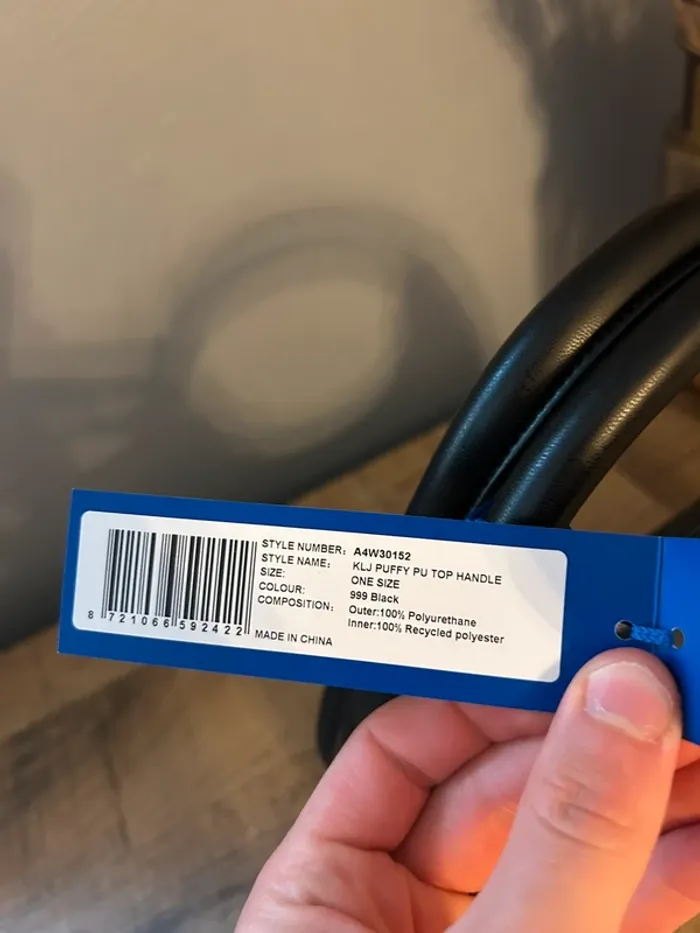 STYLE NUMBER: A4W30152
STYLE NAME: KLJ PUFFY PU TOP HANDLE
SIZE: ONE SIZE
COLOUR: 999 Black
COMPOSITION: Outer:100% Polyurethane
Inner:100% Recycled polyester
MADE IN CHINA
8 721066 592422